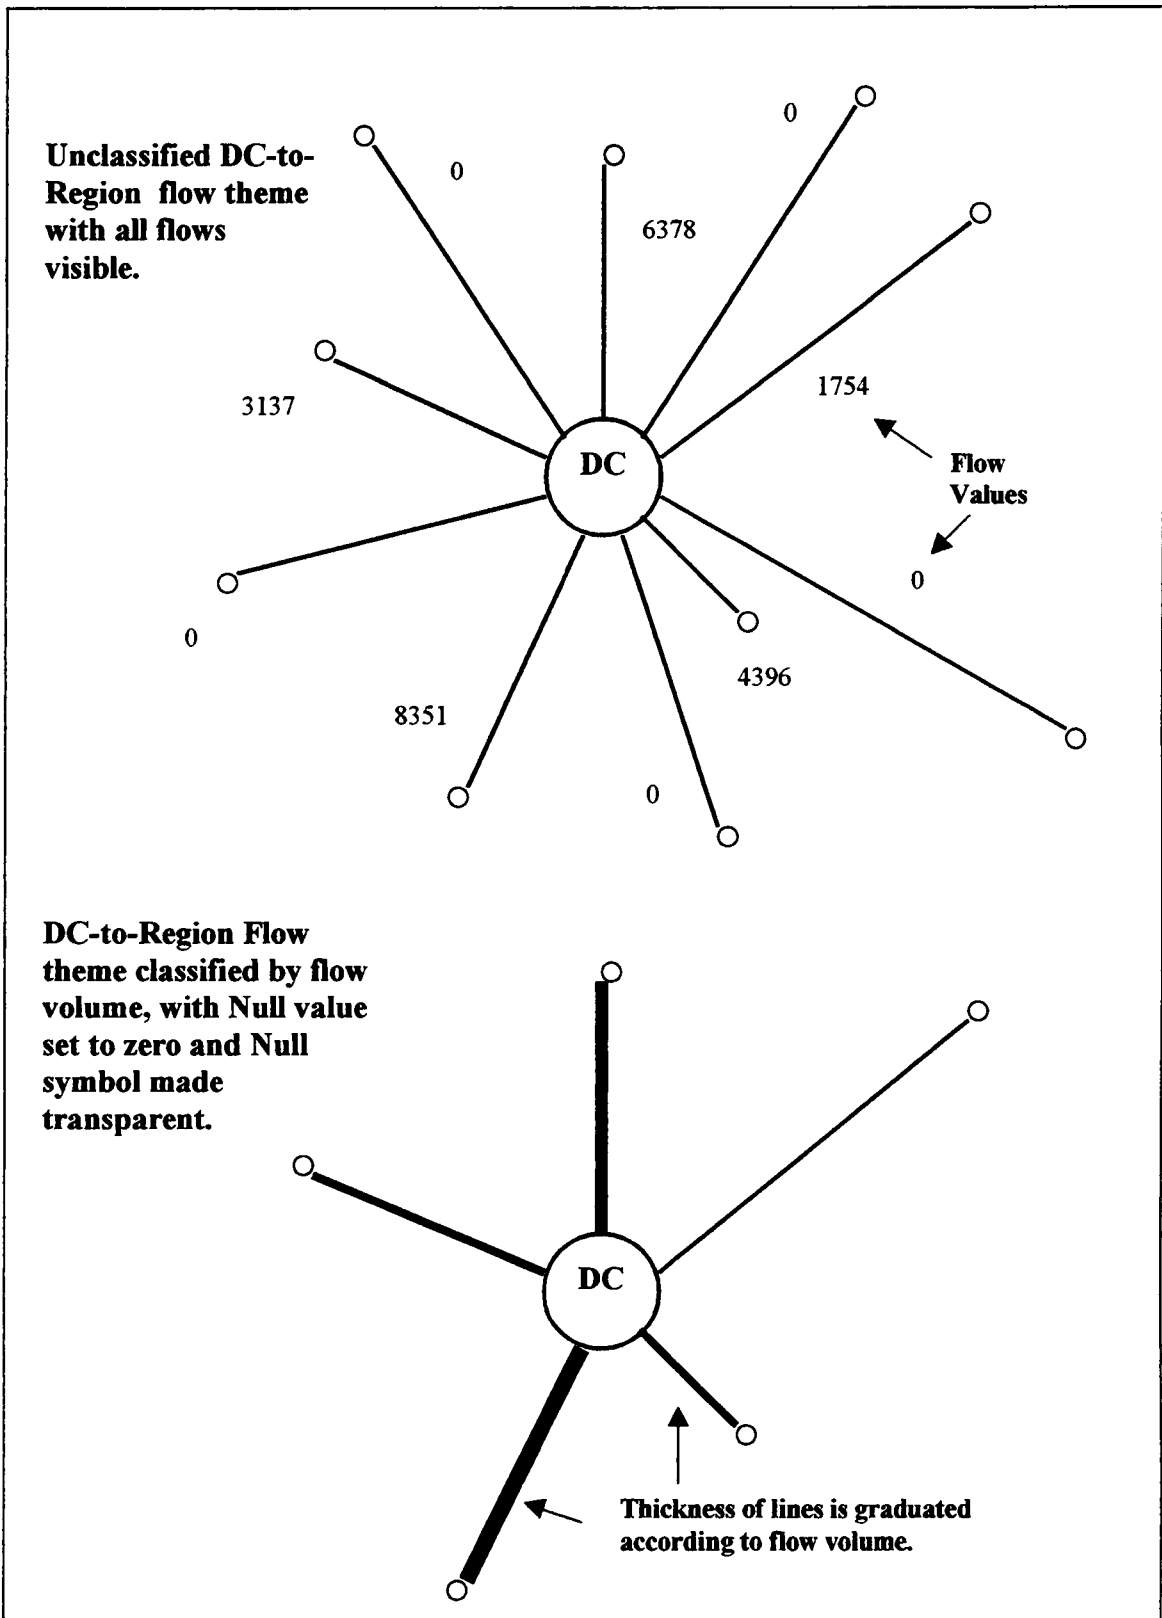 Unclassified DC-to-
Region flow theme
with all flows
visible.
0
0
6378
3137
1754
DC
Flow
Values
0
0
4396
8351
0
DC-to-Region Flow
theme classified by flow
volume, with Null value
set to zero and Null
symbol made
transparent.
DC
Thickness of lines is graduated
according to flow volume.